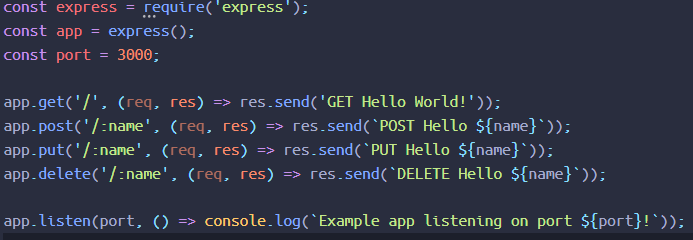 const express = require('express');
const app = express();
const port = 3000;
app.get('/', (req, res) => res.send('GET Hello World!'));
app.post('/:name', (req, res) => res.send(`POST Hello ${name}`));
app.put('/:name', (req, res) => res.send(`PUT Hello ${name}`));
app.delete('/:name', (req, res) => res.send(`DELETE Hello ${name}`));
app.listen(port, () => console.log(`Example app listening on port ${port}!`));